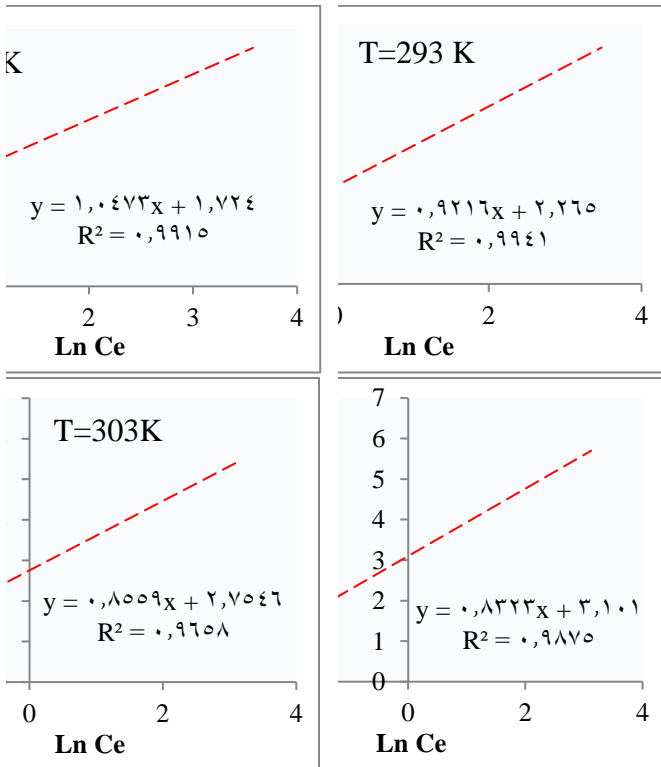 K
y = ١,٠٤٧٣x + ١,٧٢٤
R² = ٠,٩٩١٥
2 3 4
Ln Ce
T=293 K
y = ٠,٩٢١٦x + ٢,٢٦٥
R² = ٠,٩٩٤١
2 4
Ln Ce
T=303K
y = ٠,٨٥٥٩x + ٢,٧٥٤٦
R² = ٠,٩٦٥٨
0 2 4
Ln Ce
7
6
5
4
3
2
1
0
y = ٠,٨٣٢٣x + ٣,١٠١
R² = ٠,٩٨٧٥
0 2 4
Ln Ce